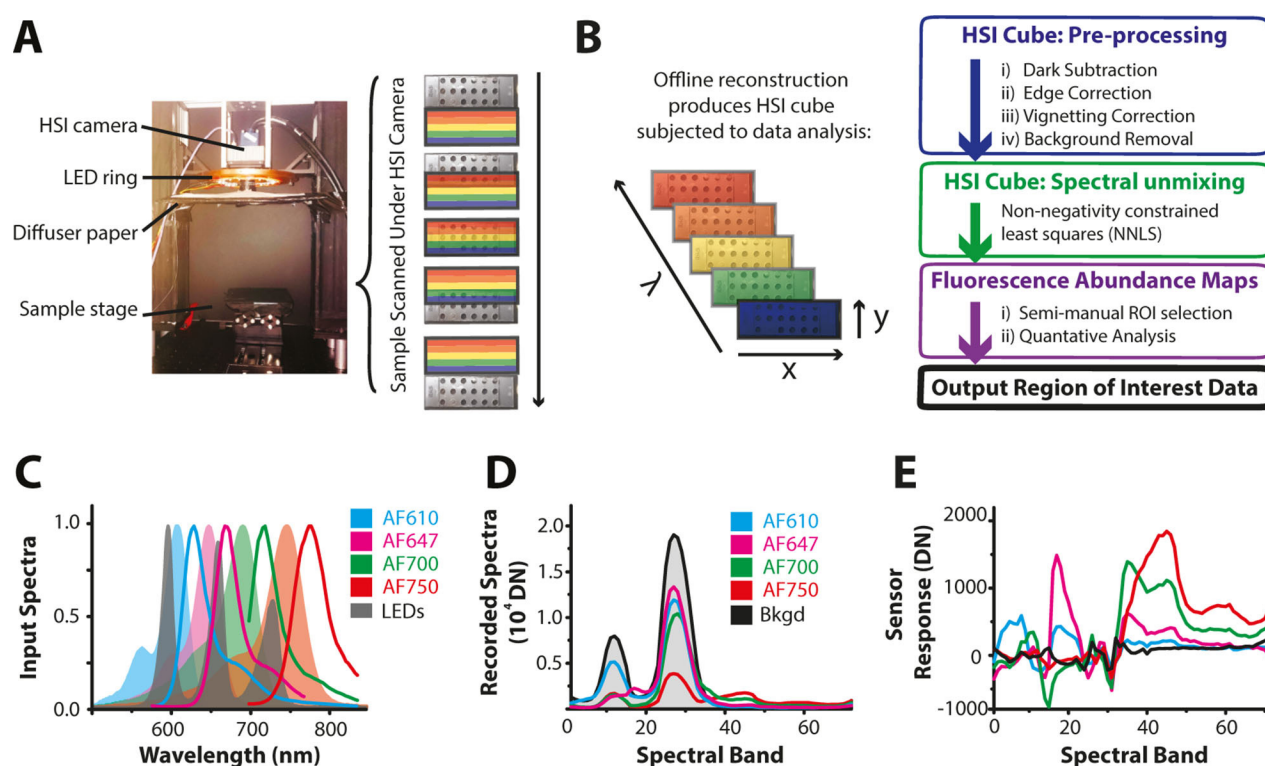 A
HSI camera
LED ring
Diffuser paper
Sample stage
Sample Scanned Under HSI Camera
B
Offline reconstruction
produces HSI cube
subjected to data analysis:
λ
y
x
HSI Cube: Pre-processing
i) Dark Subtraction
ii) Edge Correction
iii) Vignetting Correction
iv) Background Removal
HSI Cube: Spectral unmixing
Non-negativity constrained
least squares (NNLS)
Fluorescence Abundance Maps
i) Semi-manual ROI selection
ii) Quantative Analysis
Output Region of Interest Data
C
Input Spectra
1.0
0.5
0.0
600 700 800
Wavelength (nm)
AF610
AF647
AF700
AF750
LEDs
D
Recorded Spectra
(10⁴ DN)
2.0
1.5
1.0
0.5
0 20 40 60
Spectral Band
AF610
AF647
AF700
AF750
Bkgd
E
Sensor
Response (DN)
2000
1000
0
-1000
0 20 40 60
Spectral Band